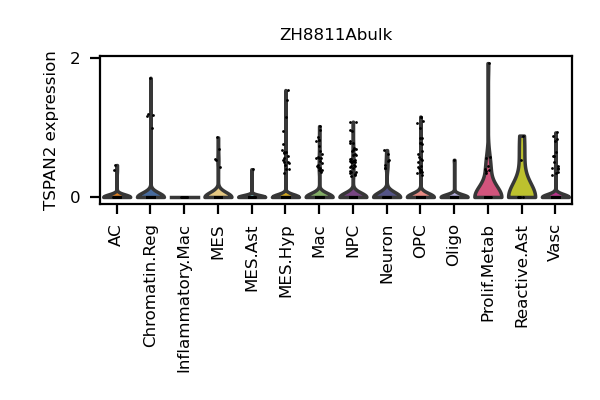 ZH8811Abulk
TSPAN2 expression
2
0
AC
Chromatin.Reg
Inflammatory.Mac
MES
MES.Ast
MES.Hyp
Mac
NPC
Neuron
OPC
Oligo
Prolif.Metab
Reactive.Ast
Vasc